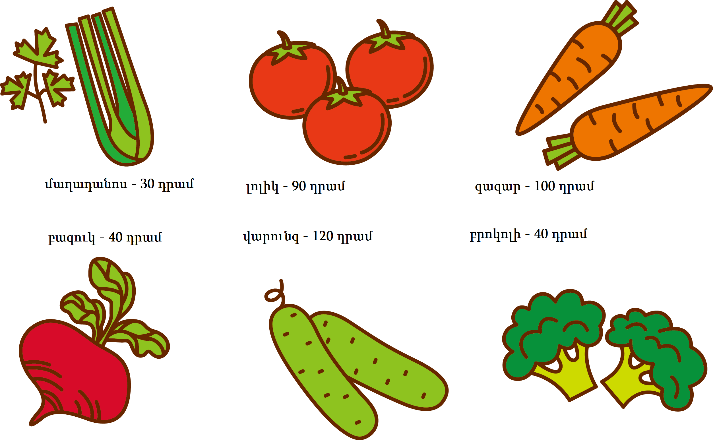 մաղադանոս - 30 դրամ
լոլիկ - 90 դրամ
գազար - 100 դրամ
բազուկ - 40 դրամ
վարունգ - 120 դրամ
բրոկոլի - 40 դրամ